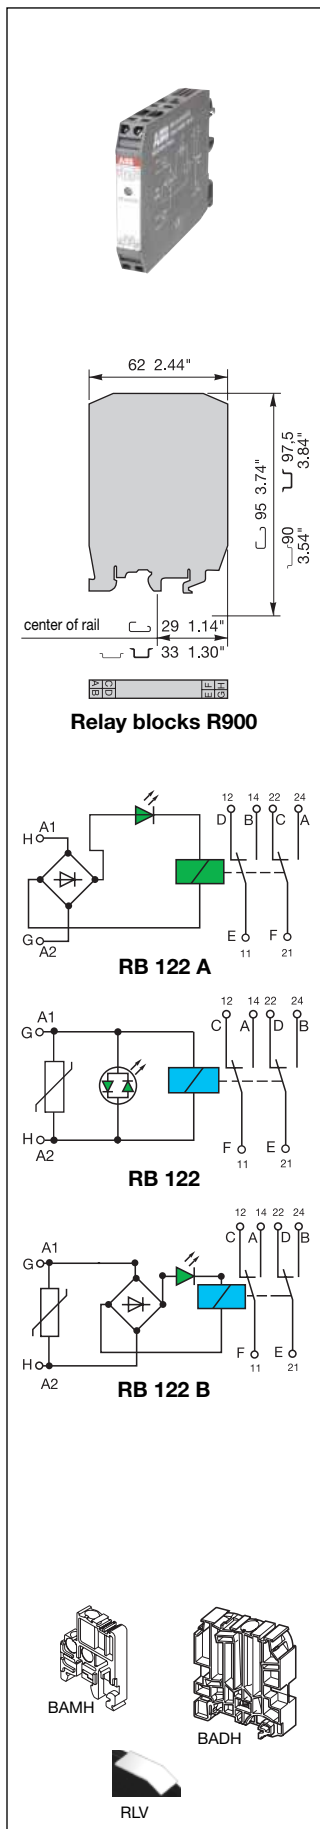 ABB
ABB
62 2.44"
97,5
3.84"
95 3.74"
90
3.54"
center of rail
29 1.14"
33 1.30"
A B
C D
E F
G H
Relay blocks R900
12 14 22 24
D B C A
A1
H
G
A2
E F
11 21
RB 122 A
12 14 22 24
C A D B
A1
G
H
A2
F E
11 21
RB 122
12 14 22 24
C A D B
A1
G
H
A2
F E
11 21
RB 122 B
BAMH
BADH
RLV